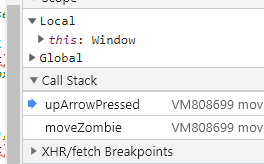 Scope
Local
this: Window
Global
Call Stack
upArrowPressed VM808699 mov
moveZombie VM808699 mov
XHR/fetch Breakpoints